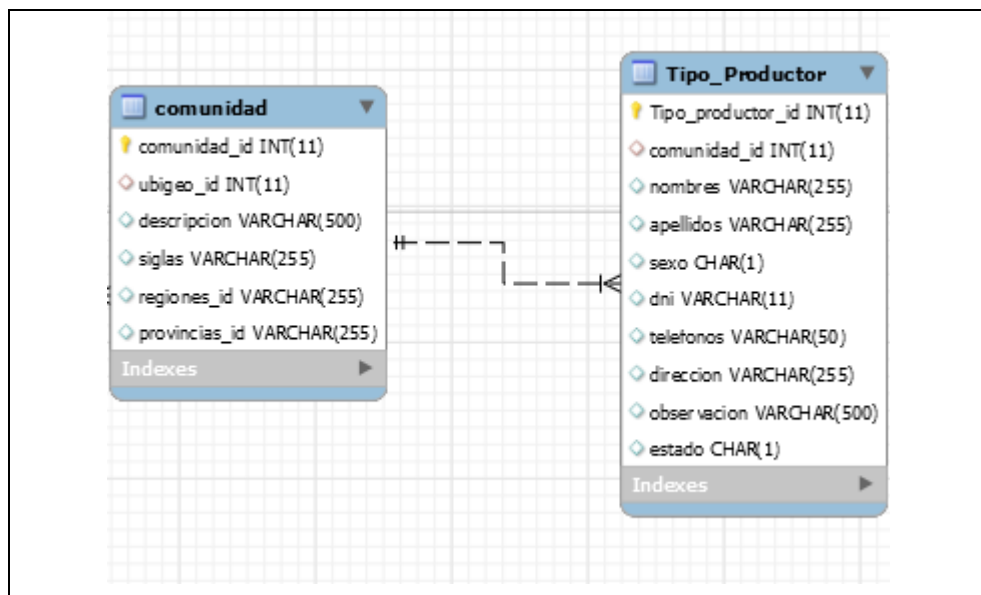 comunidad
comunidad_id INT(11)
ubigeo_id INT(11)
descripcion VARCHAR(500)
siglas VARCHAR(255)
regiones_id VARCHAR(255)
provincias_id VARCHAR(255)
Indexes
Tipo_Productor
Tipo_productor_id INT(11)
comunidad_id INT(11)
nombres VARCHAR(255)
apellidos VARCHAR(255)
sexo CHAR(1)
dni VARCHAR(11)
telefonos VARCHAR(50)
direccion VARCHAR(255)
observacion VARCHAR(500)
estado CHAR(1)
Indexes